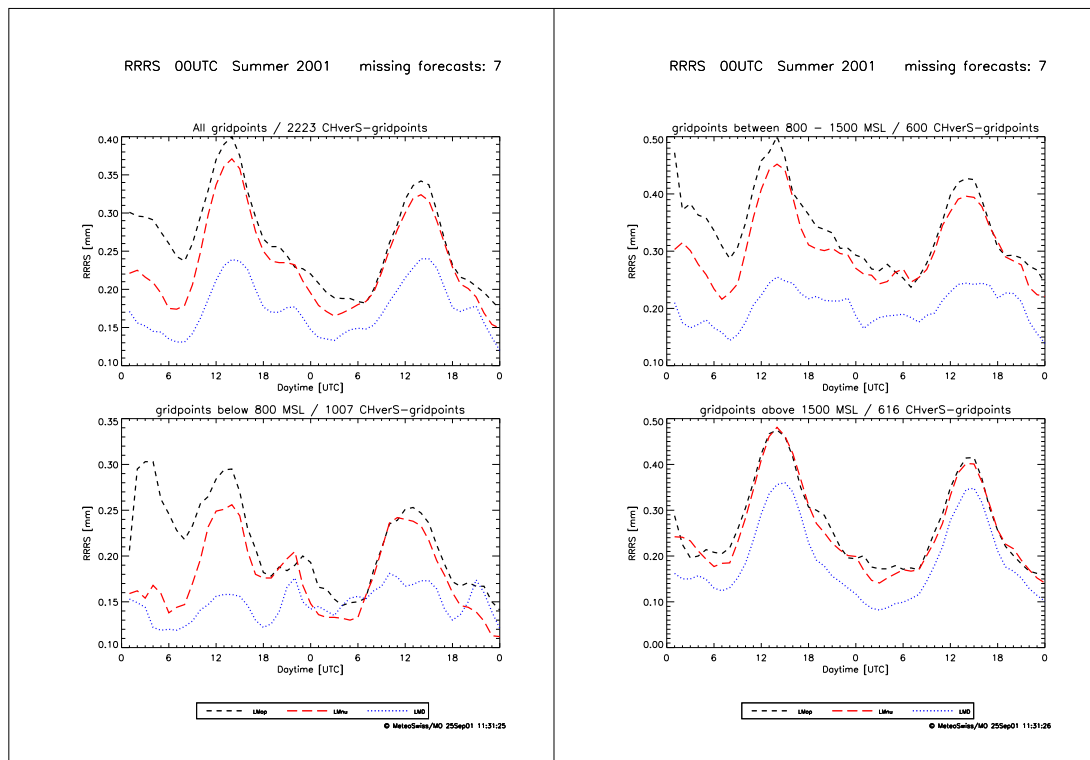 RRRS 00UTC Summer 2001 missing forecasts: 7
All gridpoints / 2223 CHverS-gridpoints
RRRS [mm]
0.40
0.35
0.30
0.25
0.20
0.15
0.10
0 6 12 18 0 6 12 18 0
Daytime [UTC]
gridpoints below 800 MSL / 1007 CHverS-gridpoints
RRRS [mm]
0.35
0.30
0.25
0.20
0.15
0.10
0 6 12 18 0 6 12 18 0
Daytime [UTC]
LMop LMnu LMD
© MeteoSwiss/MO 25Sep01 11:31:25
RRRS 00UTC Summer 2001 missing forecasts: 7
gridpoints between 800 - 1500 MSL / 600 CHverS-gridpoints
RRRS [mm]
0.50
0.40
0.30
0.20
0.10
0 6 12 18 0 6 12 18 0
Daytime [UTC]
gridpoints above 1500 MSL / 616 CHverS-gridpoints
RRRS [mm]
0.50
0.40
0.30
0.20
0.10
0.00
0 6 12 18 0 6 12 18 0
Daytime [UTC]
LMop LMnu LMD
© MeteoSwiss/MO 25Sep01 11:31:26